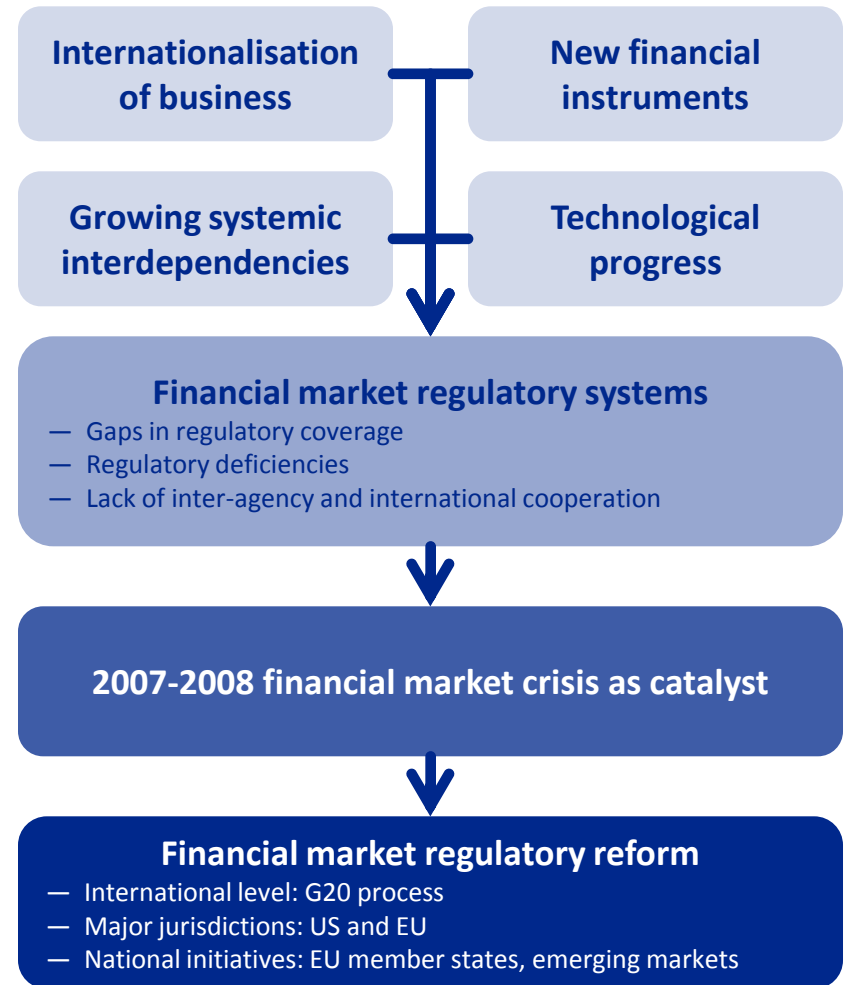 Internationalisation
of business
New financial
instruments
Growing systemic
interdependencies
Technological
progress
Financial market regulatory systems
— Gaps in regulatory coverage
— Regulatory deficiencies
— Lack of inter-agency and international cooperation
2007-2008 financial market crisis as catalyst
Financial market regulatory reform
— International level: G20 process
— Major jurisdictions: US and EU
— National initiatives: EU member states, emerging markets